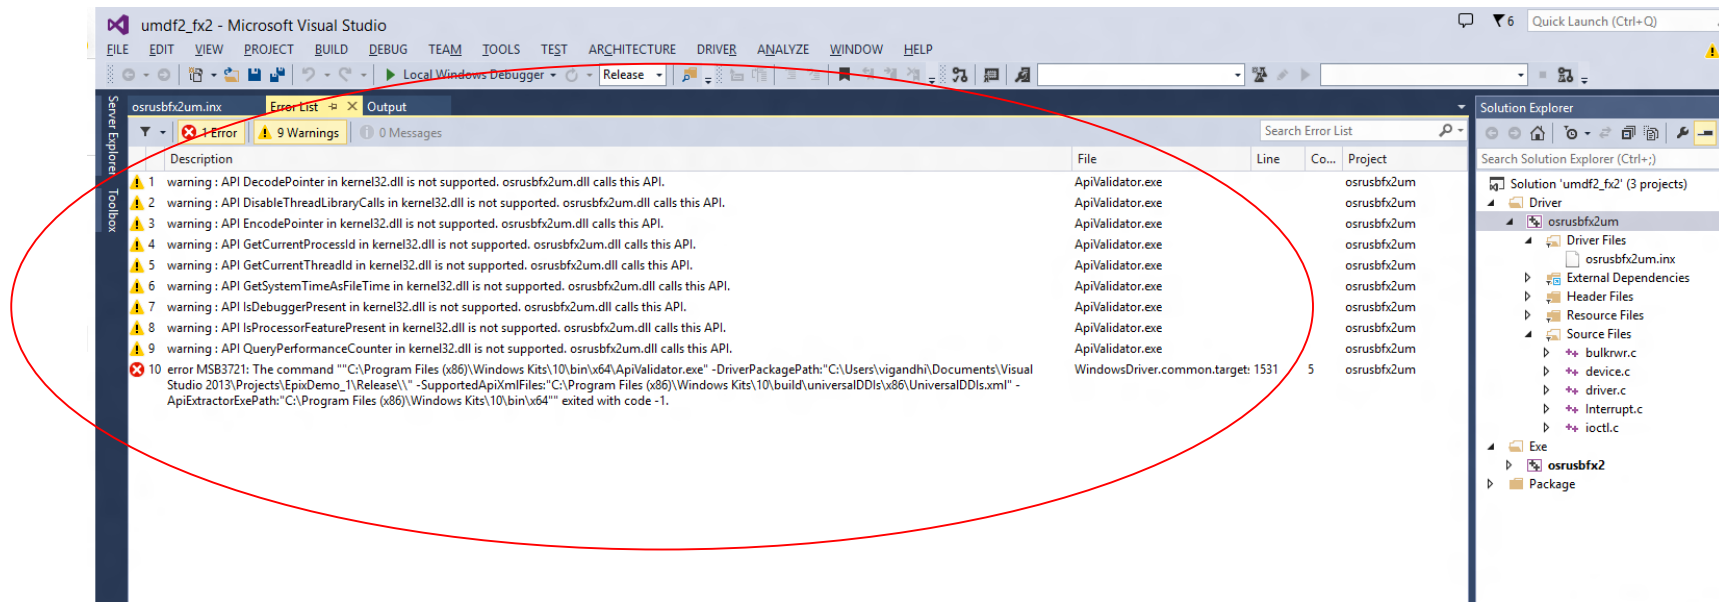 umdf2_fx2 - Microsoft Visual Studio
6
Quick Launch (Ctrl+Q)
FILE EDIT VIEW PROJECT BUILD DEBUG TEAM TOOLS TEST ARCHITECTURE DRIVER ANALYZE WINDOW HELP
Local Windows Debugger Release
Server Explorer
Toolbox
osrusbfx2um.inx Error List Output
1 Error 9 Warnings 0 Messages
Search Error List
Description File Line Co... Project
1 warning : API DecodePointer in kernel32.dll is not supported. osrusbfx2um.dll calls this API. ApiValidator.exe osrusbfx2um
2 warning : API DisableThreadLibraryCalls in kernel32.dll is not supported. osrusbfx2um.dll calls this API. ApiValidator.exe osrusbfx2um
3 warning : API EncodePointer in kernel32.dll is not supported. osrusbfx2um.dll calls this API. ApiValidator.exe osrusbfx2um
4 warning : API GetCurrentProcessId in kernel32.dll is not supported. osrusbfx2um.dll calls this API. ApiValidator.exe osrusbfx2um
5 warning : API GetCurrentThreadId in kernel32.dll is not supported. osrusbfx2um.dll calls this API. ApiValidator.exe osrusbfx2um
6 warning : API GetSystemTimeAsFileTime in kernel32.dll is not supported. osrusbfx2um.dll calls this API. ApiValidator.exe osrusbfx2um
7 warning : API IsDebuggerPresent in kernel32.dll is not supported. osrusbfx2um.dll calls this API. ApiValidator.exe osrusbfx2um
8 warning : API IsProcessorFeaturePresent in kernel32.dll is not supported. osrusbfx2um.dll calls this API. ApiValidator.exe osrusbfx2um
9 warning : API QueryPerformanceCounter in kernel32.dll is not supported. osrusbfx2um.dll calls this API. ApiValidator.exe osrusbfx2um
10 error MSB3721: The command ""C:\Program Files (x86)\Windows Kits\10\bin\x64\ApiValidator.exe" -DriverPackagePath:"C:\Users\vigandhi\Documents\Visual WindowsDriver.common.target: 1531 5 osrusbfx2um
Studio 2013\Projects\EpixDemo_1\Release\\" -SupportedApiXmlFiles:"C:\Program Files (x86)\Windows Kits\10\build\universalDDIs\x86\UniversalDDIs.xml" -
ApiExtractorExePath:"C:\Program Files (x86)\Windows Kits\10\bin\x64"" exited with code -1.
Solution Explorer
Search Solution Explorer (Ctrl+;)
Solution 'umdf2_fx2' (3 projects)
Driver
osrusbfx2um
Driver Files
osrusbfx2um.inx
External Dependencies
Header Files
Resource Files
Source Files
bulkrwr.c
device.c
driver.c
Interrupt.c
ioctl.c
Exe
osrusbfx2
Package